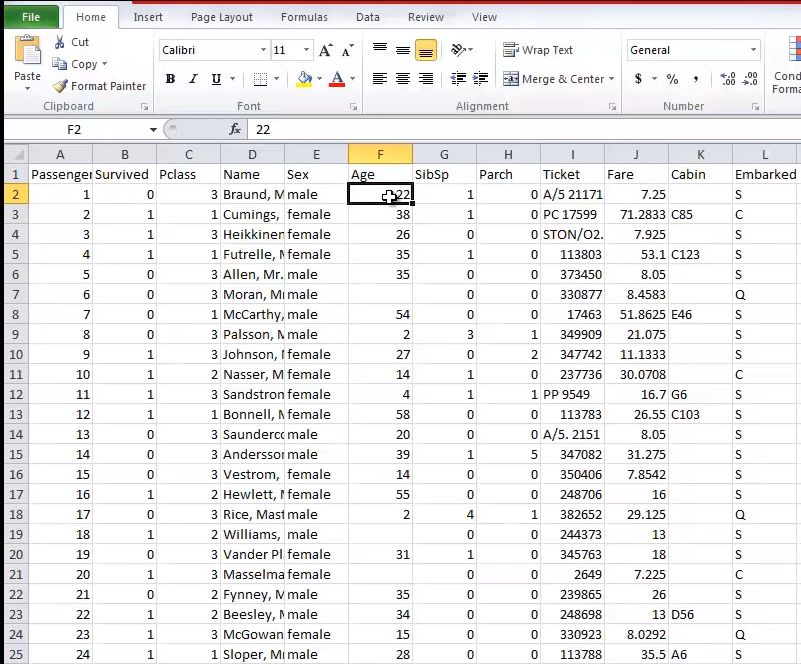 File Home Insert Page Layout Formulas Data Review View
Paste Cut Copy Format Painter Clipboard
Calibri 11 A A B I U A Font
Wrap Text Merge & Center Alignment
General $ % , .00 .0 Number
Cond
Forma
F2 fx 22
A B C D E F G H I J K L
1 Passenger Survived Pclass Name Sex Age SibSp Parch Ticket Fare Cabin Embarked
2 1 0 3 Braund, M male 22 1 0 A/5 21171 7.25 S
3 2 1 1 Cumings, female 38 1 0 PC 17599 71.2833 C85 C
4 3 1 3 Heikkinen female 26 0 0 STON/O2. 7.925 S
5 4 1 1 Futrelle, M female 35 1 0 113803 53.1 C123 S
6 5 0 3 Allen, Mr. male 35 0 0 373450 8.05 S
7 6 0 3 Moran, Mr male 0 0 330877 8.4583 Q
8 7 0 1 McCarthy, male 54 0 0 17463 51.8625 E46 S
9 8 0 3 Palsson, M male 2 3 1 349909 21.075 S
10 9 1 3 Johnson, M female 27 0 2 347742 11.1333 S
11 10 1 2 Nasser, M female 14 1 0 237736 30.0708 C
12 11 1 3 Sandstrom female 4 1 1 PP 9549 16.7 G6 S
13 12 1 1 Bonnell, M female 58 0 0 113783 26.55 C103 S
14 13 0 3 Saunderco male 20 0 0 A/5. 2151 8.05 S
15 14 0 3 Andersson male 39 1 5 347082 31.275 S
16 15 0 3 Vestrom, female 14 0 0 350406 7.8542 S
17 16 1 2 Hewlett, M female 55 0 0 248706 16 S
18 17 0 3 Rice, Mast male 2 4 1 382652 29.125 Q
19 18 1 2 Williams, male 0 0 244373 13 S
20 19 0 3 Vander Pl female 31 1 0 345763 18 S
21 20 1 3 Masselma female 0 0 2649 7.225 C
22 21 0 2 Fynney, M male 35 0 0 239865 26 S
23 22 1 2 Beesley, M male 34 0 0 248698 13 D56 S
24 23 1 3 McGowan female 15 0 0 330923 8.0292 Q
25 24 1 1 Sloper, Mr male 28 0 0 113788 35.5 A6 S